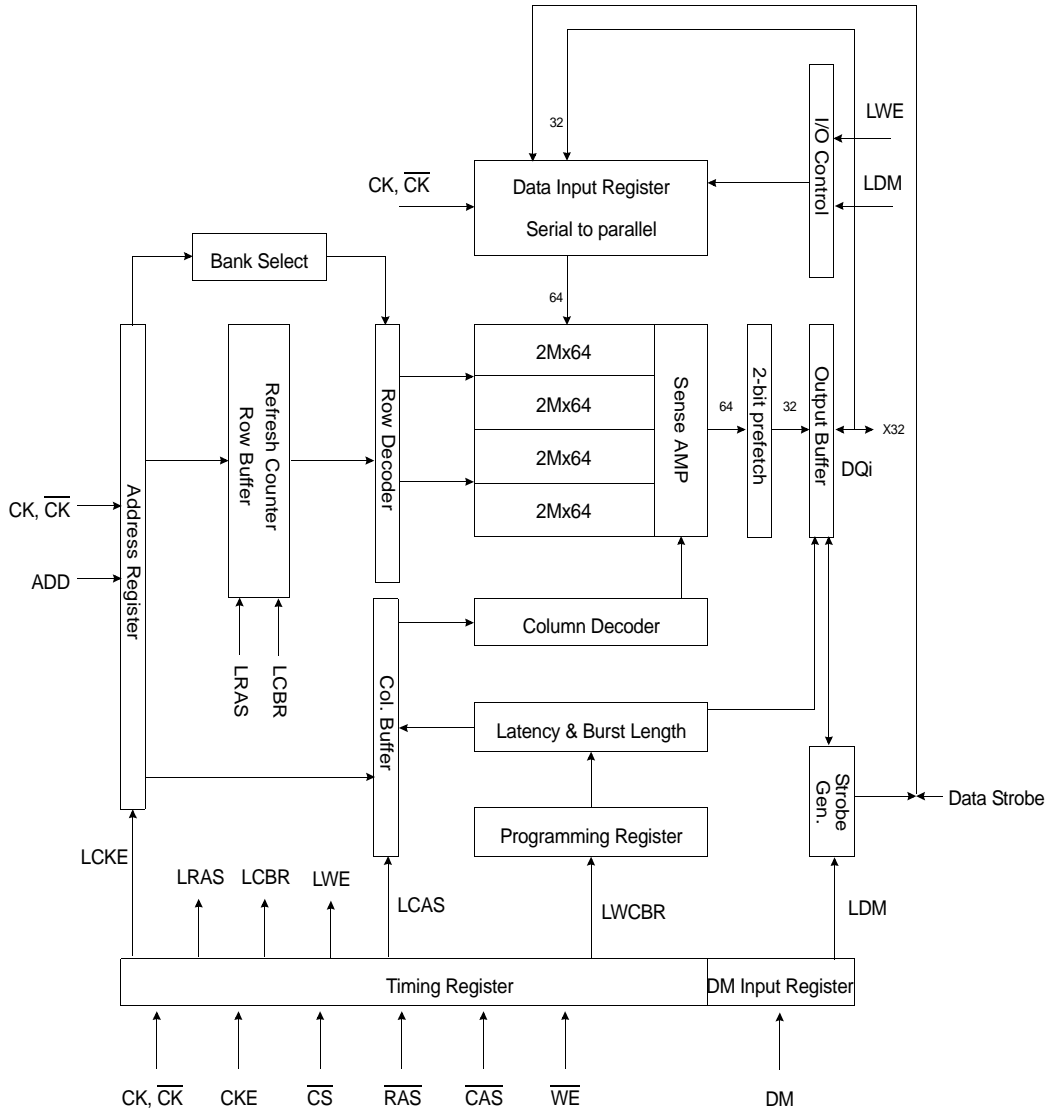 32
LWE
I/O Control
CK, CK
Data Input Register
Serial to parallel
LDM
Bank Select
64
2Mx64
2Mx64
2Mx64
2Mx64
Sense AMP
64
2-bit prefetch
32
Output Buffer
X32
DQi
Address Register
Refresh Counter
Row Buffer
Row Decoder
CK, CK
ADD
LRAS
LCBR
Col. Buffer
Column Decoder
Latency & Burst Length
Programming Register
Strobe
Gen.
Data Strobe
LCKE
LRAS
LCBR
LWE
LCAS
LWCBR
LDM
Timing Register
DM Input Register
CK, CK
CKE
CS
RAS
CAS
WE
DM